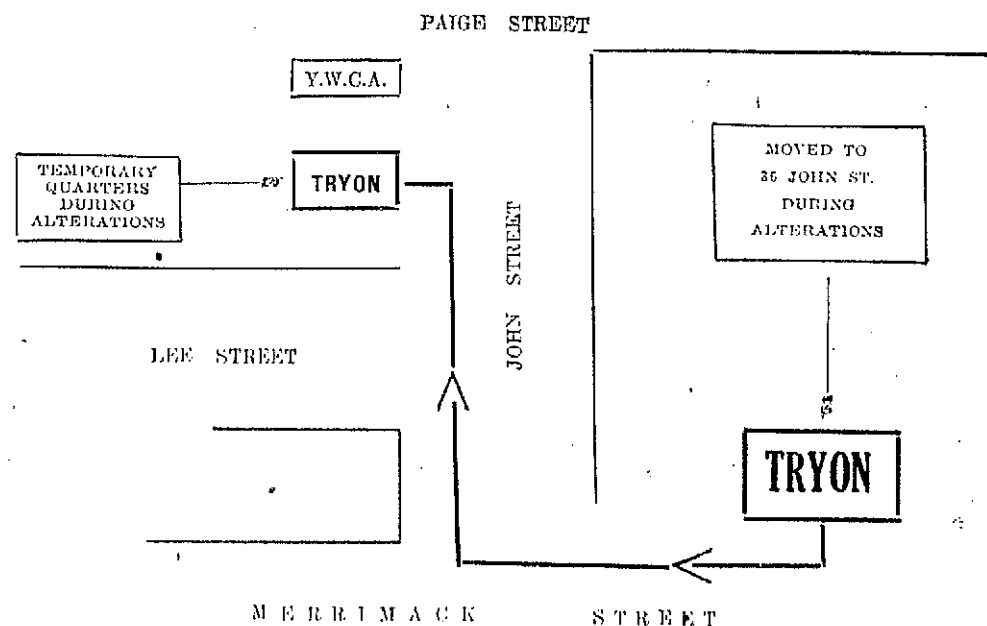 PAIGE STREET
Y.W.C.A.
TEMPORARY
QUARTERS
DURING
ALTERATIONS
TRYON
JOHN STREET
MOVED TO
35 JOHN ST.
DURING
ALTERATIONS
LEE STREET
TRYON
MERRIMACK STREET